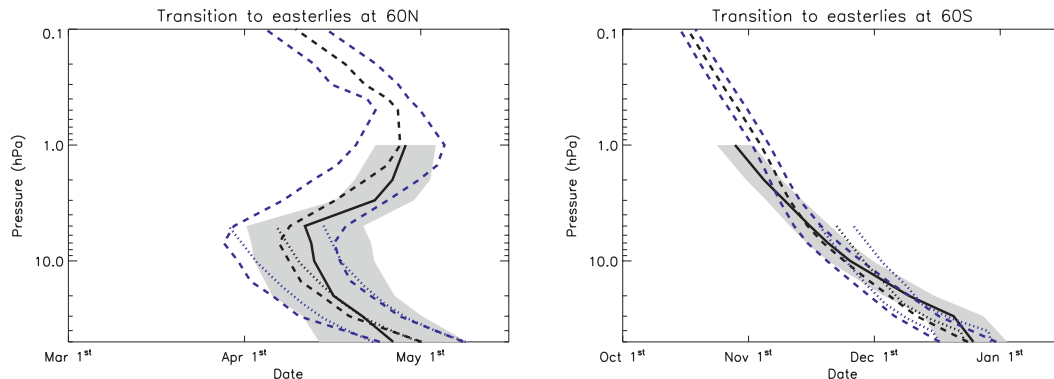 Transition to easterlies at 60N
0.1
1.0
10.0
Pressure (hPa)
Mar 1st
Apr 1st
May 1st
Date
Transition to easterlies at 60S
0.1
1.0
10.0
Pressure (hPa)
Oct 1st
Nov 1st
Dec 1st
Jan 1st
Date